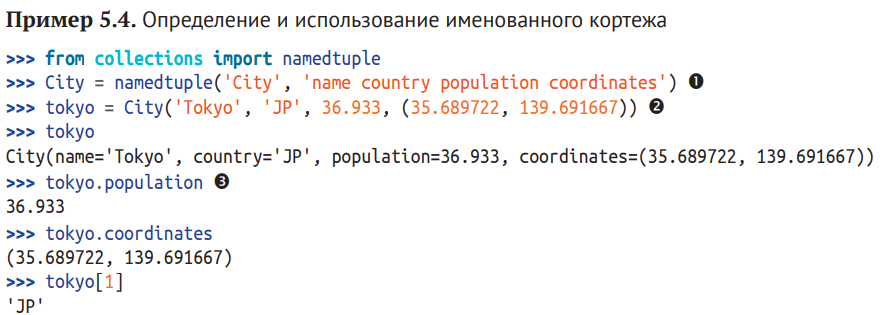 Пример 5.4. Определение и использование именованного кортежа
>>> from collections import namedtuple
>>> City = namedtuple('City', 'name country population coordinates') ❶
>>> tokyo = City('Tokyo', 'JP', 36.933, (35.689722, 139.691667)) ❷
>>> tokyo
City(name='Tokyo', country='JP', population=36.933, coordinates=(35.689722, 139.691667))
>>> tokyo.population ❸
36.933
>>> tokyo.coordinates
(35.689722, 139.691667)
>>> tokyo[1]
'JP'